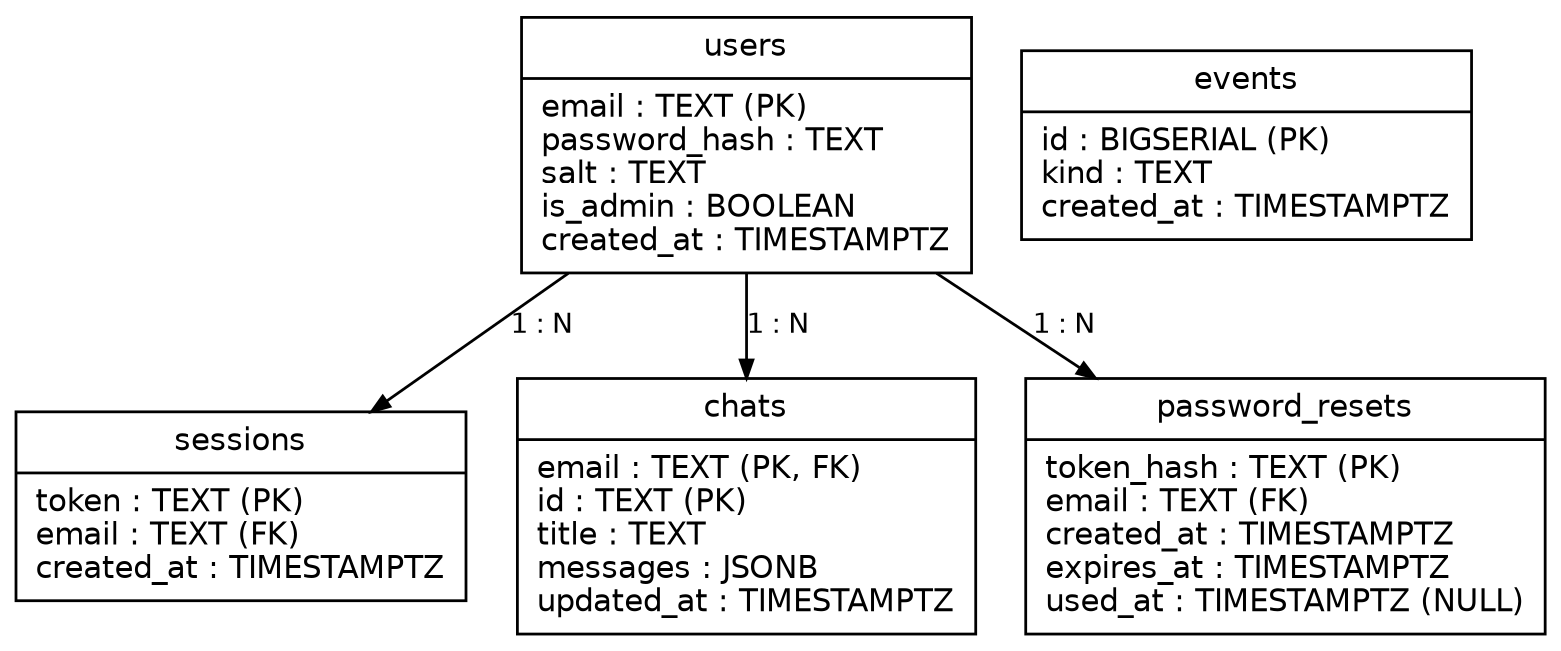 users
email : TEXT (PK)
password_hash : TEXT
salt : TEXT
is_admin : BOOLEAN
created_at : TIMESTAMPTZ
events
id : BIGSERIAL (PK)
kind : TEXT
created_at : TIMESTAMPTZ
1 : N
1 : N
1 : N
sessions
token : TEXT (PK)
email : TEXT (FK)
created_at : TIMESTAMPTZ
chats
email : TEXT (PK, FK)
id : TEXT (PK)
title : TEXT
messages : JSONB
updated_at : TIMESTAMPTZ
password_resets
token_hash : TEXT (PK)
email : TEXT (FK)
created_at : TIMESTAMPTZ
expires_at : TIMESTAMPTZ
used_at : TIMESTAMPTZ (NULL)